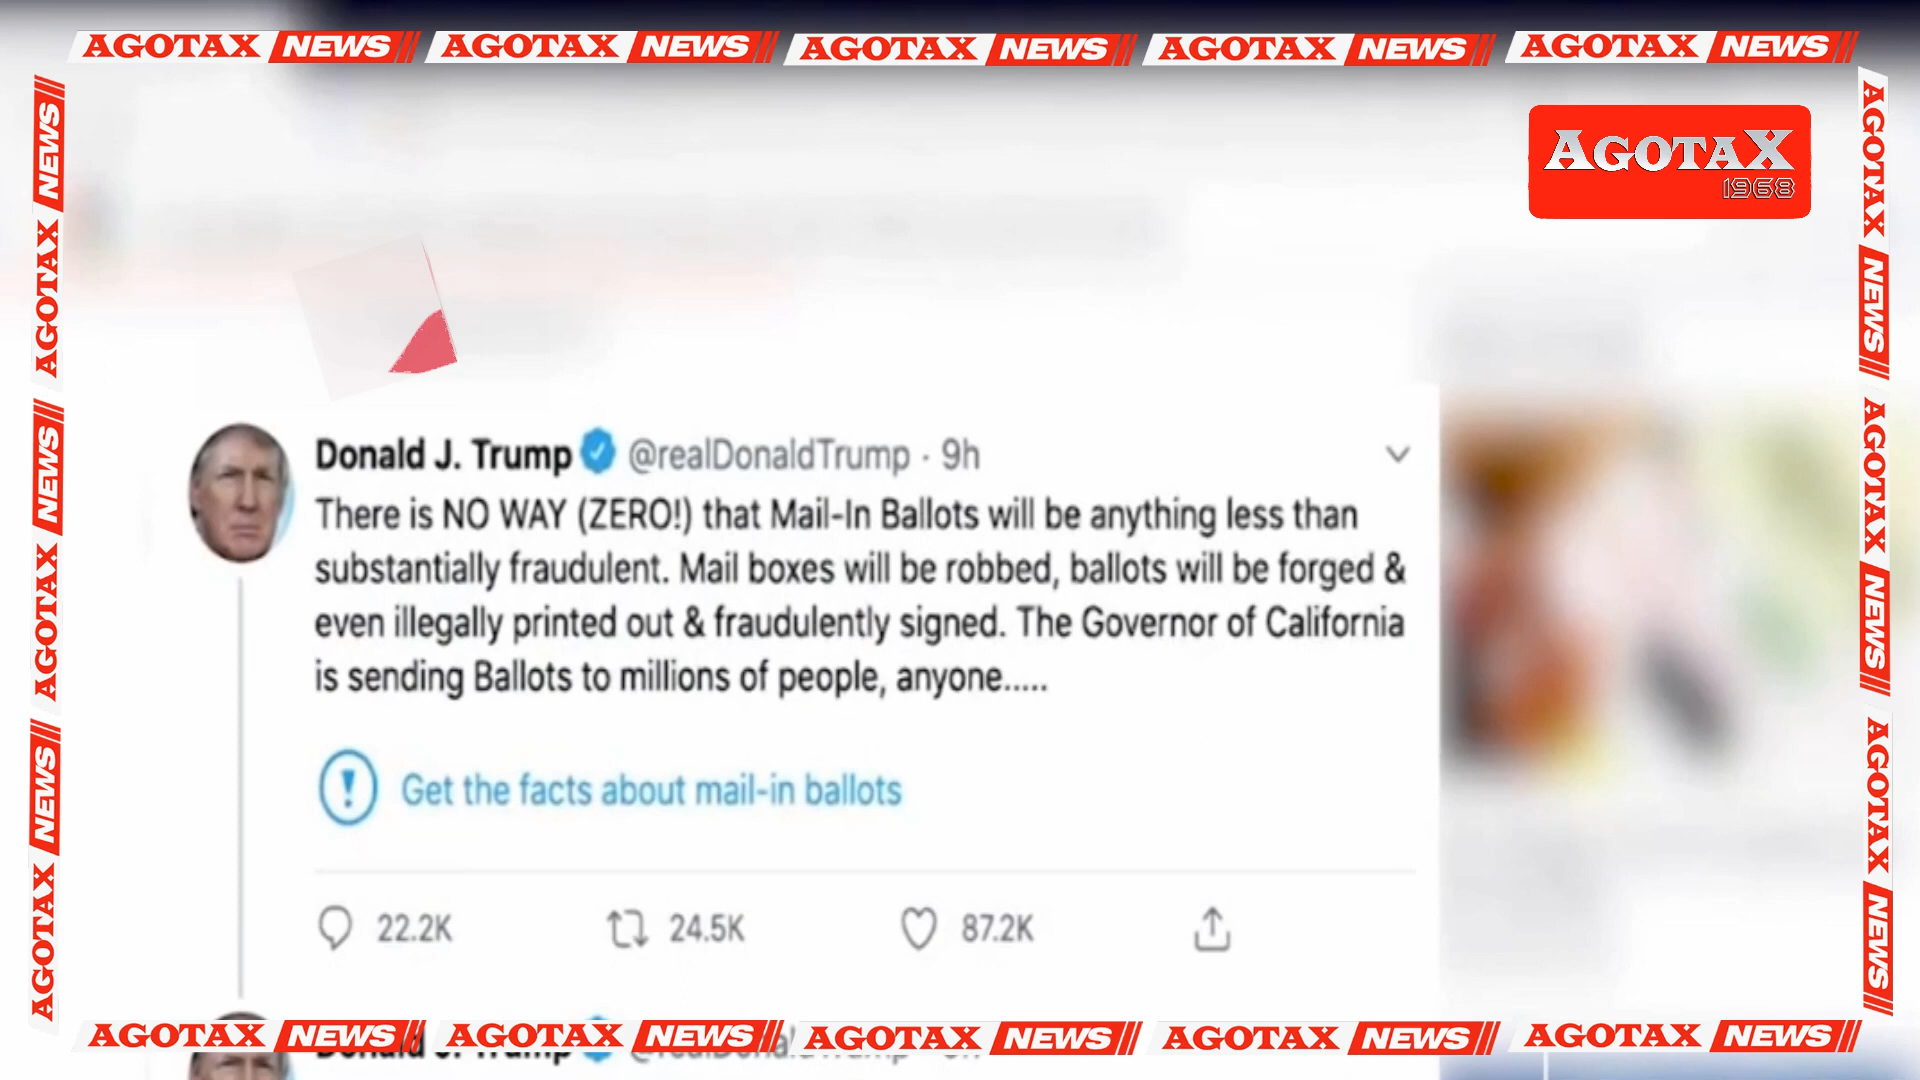 AGOTAX NEWS AGOTAX NEWS AGOTAX NEWS AGOTAX NEWS AGOTAX NEWS
AGOTAX 1968
AGOTAX NEWS AGOTAX NEWS AGOTAX NEWS
AGOTAX NEWS AGOTAX NEWS AGOTAX NEWS
Donald J. Trump @realDonaldTrump · 9h
There is NO WAY (ZERO!) that Mail-In Ballots will be anything less than
substantially fraudulent. Mail boxes will be robbed, ballots will be forged &
even illegally printed out & fraudulently signed. The Governor of California
is sending Ballots to millions of people, anyone.....
Get the facts about mail-in ballots
22.2K 24.5K 87.2K
AGOTAX NEWS AGOTAX NEWS AGOTAX NEWS AGOTAX NEWS AGOTAX NEWS
Donald J. Trump @realDonaldTrump